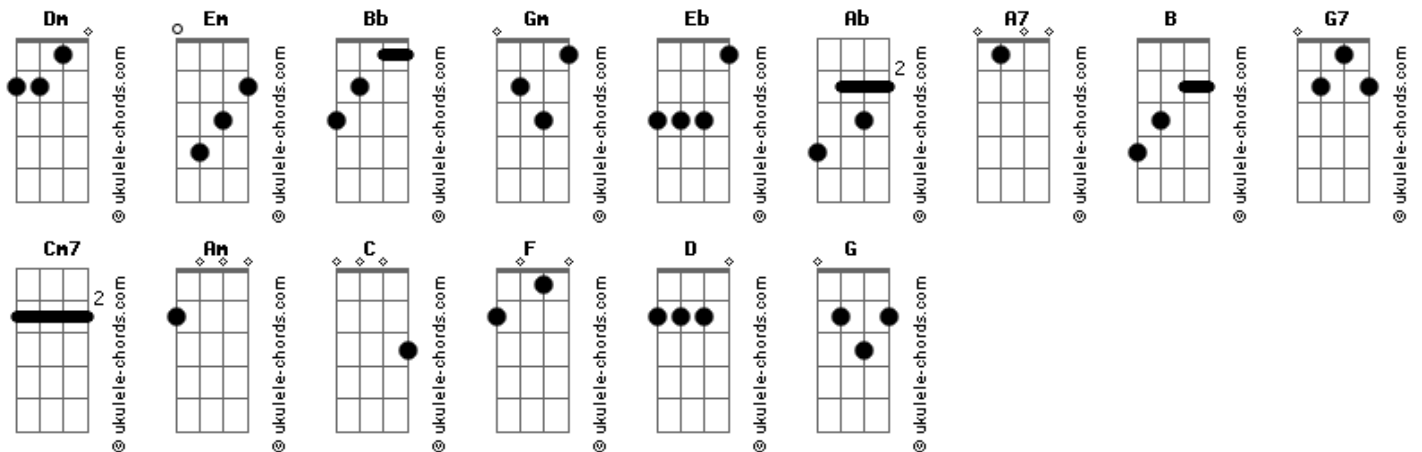 Dm Em Bb Gm Eb Ab A7 B G7
2
© ukulele-chords.com © ukulele-chords.com © ukulele-chords.com © ukulele-chords.com © ukulele-chords.com © ukulele-chords.com © ukulele-chords.com © ukulele-chords.com © ukulele-chords.com
Cm7 Am C F D G
2
© ukulele-chords.com © ukulele-chords.com © ukulele-chords.com © ukulele-chords.com © ukulele-chords.com © ukulele-chords.com